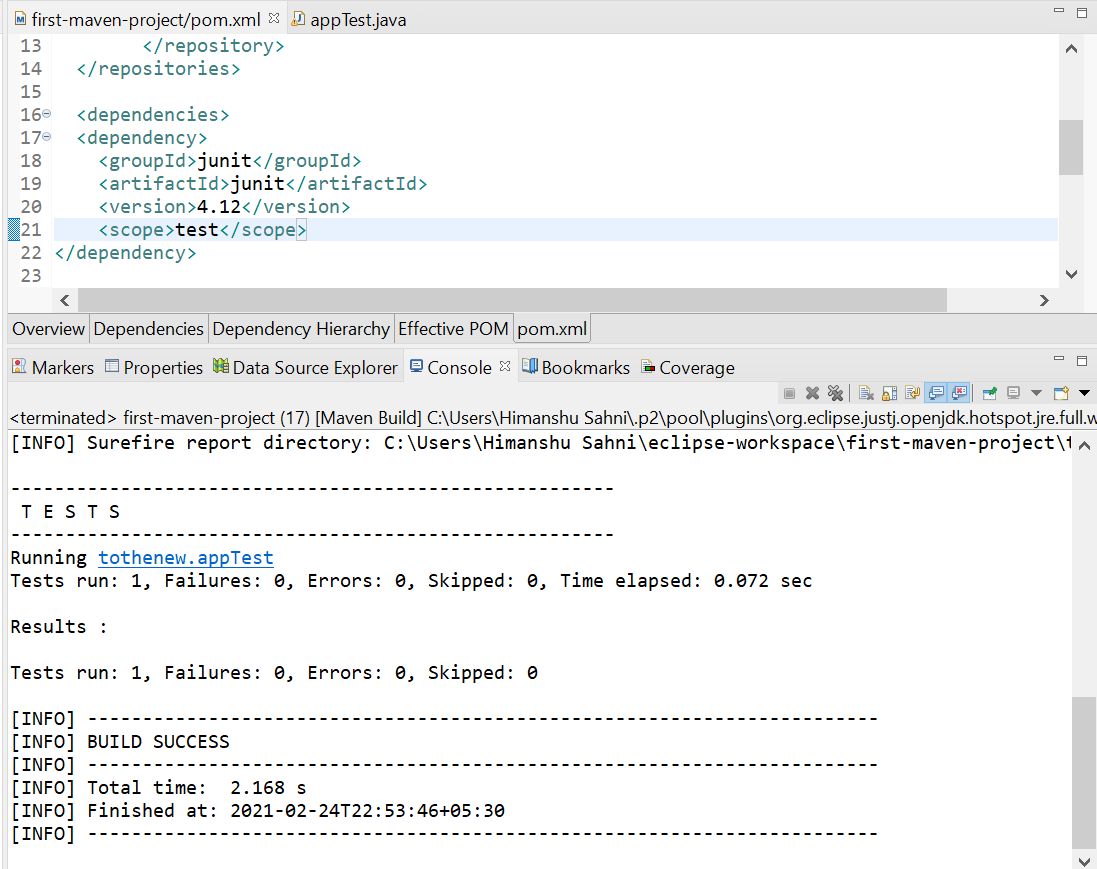 first-maven-project/pom.xml appTest.java
13 </repository>
14 </repositories>
15
16 <dependencies>
17 <dependency>
18 <groupId>junit</groupId>
19 <artifactId>junit</artifactId>
20 <version>4.12</version>
21 <scope>test</scope>
22 </dependency>
23
Overview Dependencies Dependency Hierarchy Effective POM pom.xml
Markers Properties Data Source Explorer Console Bookmarks Coverage
<terminated> first-maven-project (17) [Maven Build] C:\Users\Himanshu Sahni\.p2\pool\plugins\org.eclipse.justj.openjdk.hotspot.jre.full.w
[INFO] Surefire report directory: C:\Users\Himanshu Sahni\eclipse-workspace\first-maven-project\t
-------------------------------------------------------
T E S T S
-------------------------------------------------------
Running tothenew.appTest
Tests run: 1, Failures: 0, Errors: 0, Skipped: 0, Time elapsed: 0.072 sec
Results :
Tests run: 1, Failures: 0, Errors: 0, Skipped: 0
[INFO] ------------------------------------------------------------------------
[INFO] BUILD SUCCESS
[INFO] ------------------------------------------------------------------------
[INFO] Total time:  2.168 s
[INFO] Finished at: 2021-02-24T22:53:46+05:30
[INFO] ------------------------------------------------------------------------